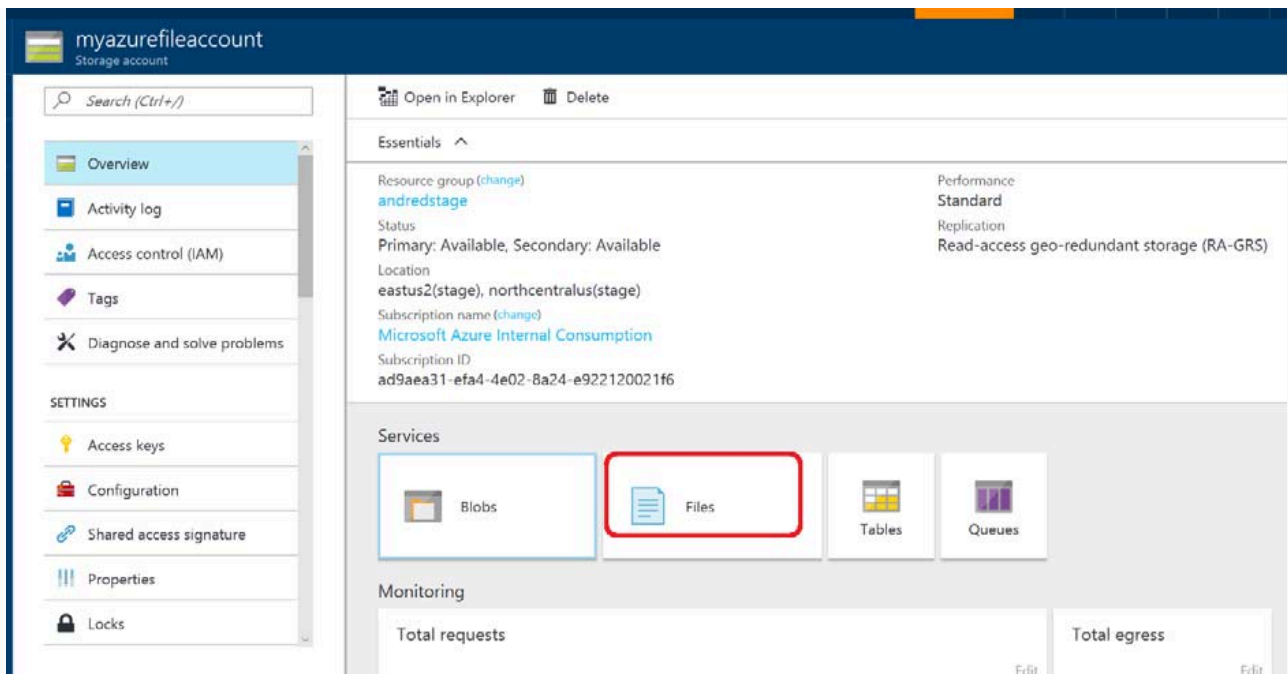 myazurefileaccount
Storage account
Search (Ctrl+/)
Overview
Activity log
Access control (IAM)
Tags
Diagnose and solve problems
SETTINGS
Access keys
Configuration
Shared access signature
Properties
Locks
Open in Explorer Delete
Essentials
Resource group (change)
andredstage
Status
Primary: Available, Secondary: Available
Location
eastus2(stage), northcentralus(stage)
Subscription name (change)
Microsoft Azure Internal Consumption
Subscription ID
ad9aea31-efa4-4e02-8a24-e922120021f6
Performance
Standard
Replication
Read-access geo-redundant storage (RA-GRS)
Services
Blobs
Files
Tables
Queues
Monitoring
Total requests
Edit
Total egress
Edit